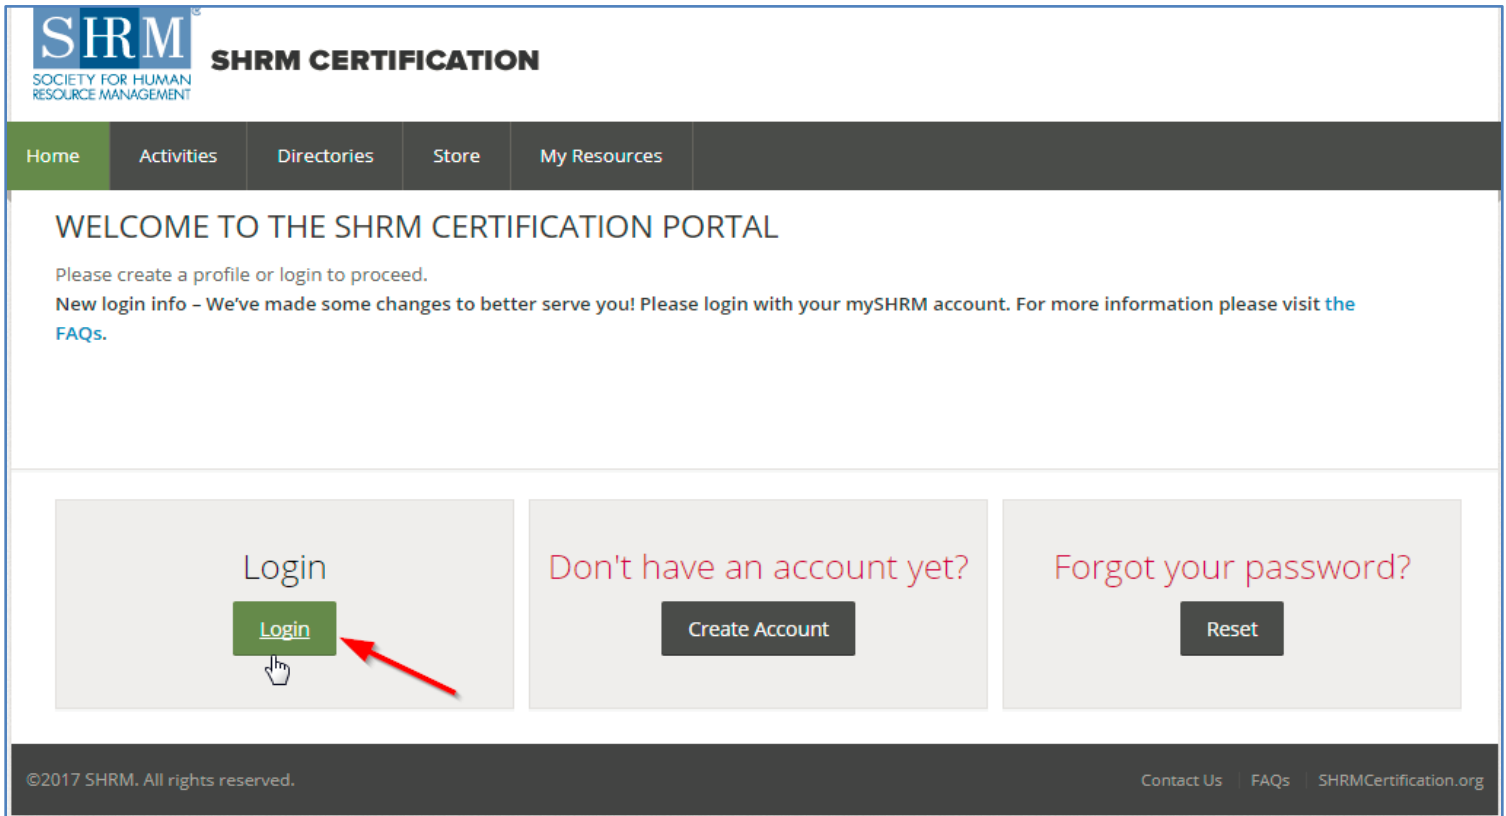 SHRM®
SOCIETY FOR HUMAN
RESOURCE MANAGEMENT
SHRM CERTIFICATION
Home Activities Directories Store My Resources
WELCOME TO THE SHRM CERTIFICATION PORTAL
Please create a profile or login to proceed.
New login info – We've made some changes to better serve you! Please login with your mySHRM account. For more information please visit the
FAQs.
Login Don't have an account yet? Forgot your password?
Login Create Account Reset
©2017 SHRM. All rights reserved. Contact Us FAQs SHRMCertification.org